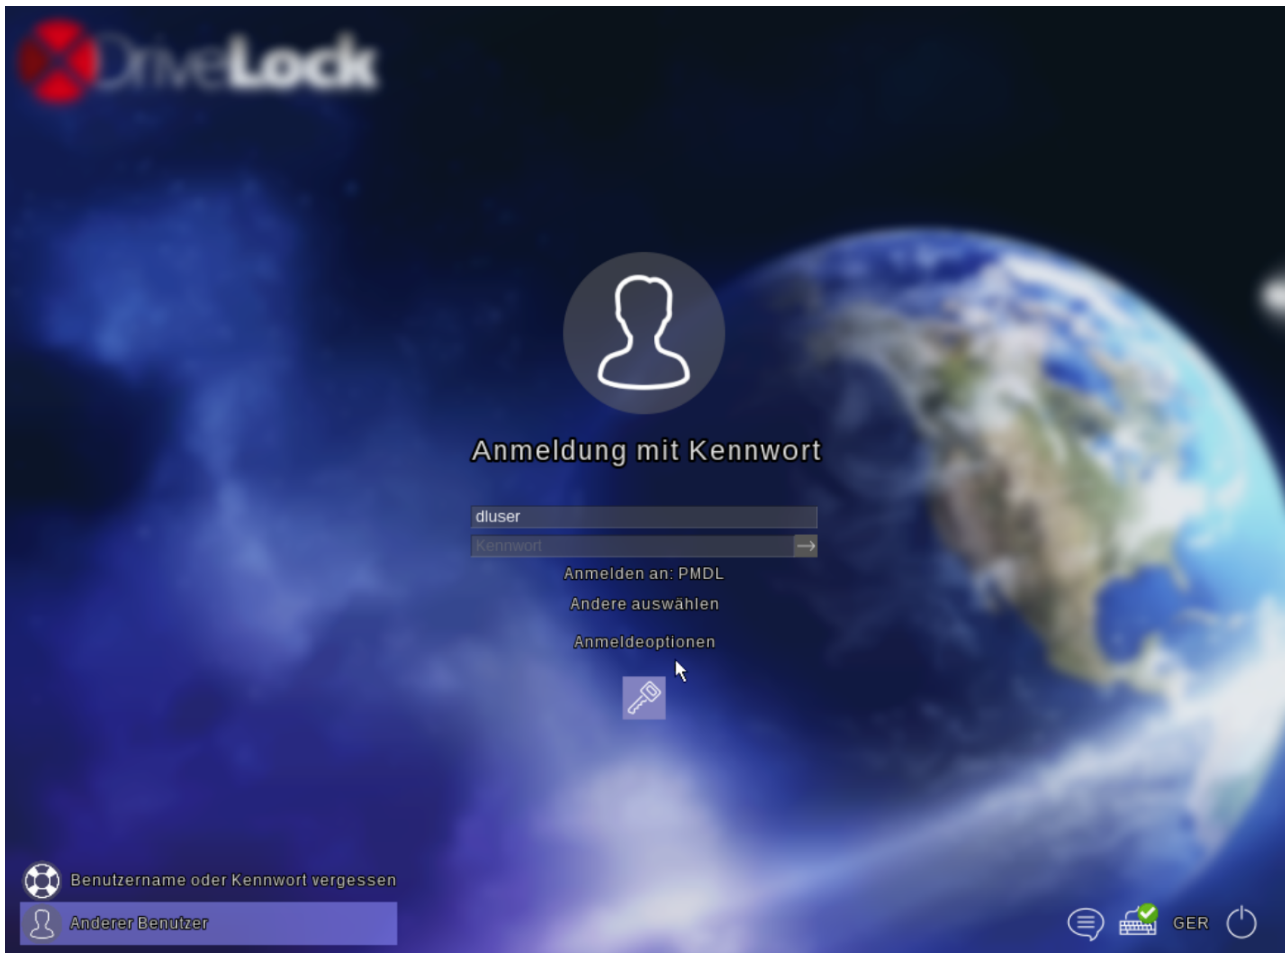 DriveLock
Anmeldung mit Kennwort
dluser
Kennwort
Anmelden an: PMDL
Andere auswählen
Anmeldeoptionen
Benutzername oder Kennwort vergessen
Anderer Benutzer
GER